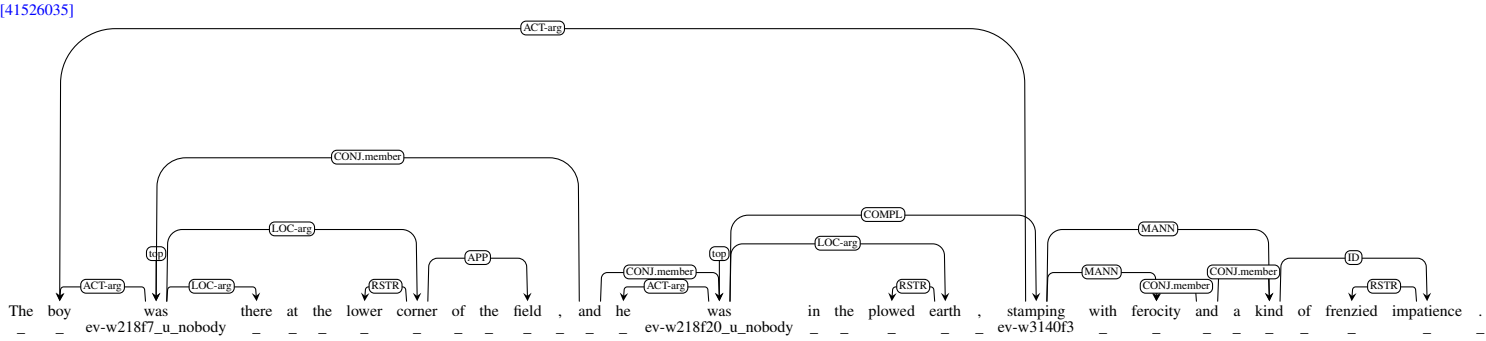 [41526035]
ACT-arg
CONJ.member
COMPL
LOC-arg MANN
top LOC-arg top
APP ID
CONJ.member MANN CONJ.member
ACT-arg LOC-arg RSTR ACT-arg RSTR CONJ.member RSTR
The boy was there at the lower corner of the field , and he was in the plowed earth , stamping with ferocity and a kind of frenzied impatience .
_ _ ev-w218f7_u_nobody _ _ _ _ _ _ _ _ _ _ _ ev-w218f20_u_nobody _ _ _ _ _ ev-w3140f3 _ _ _ _ _ _ _ _ _